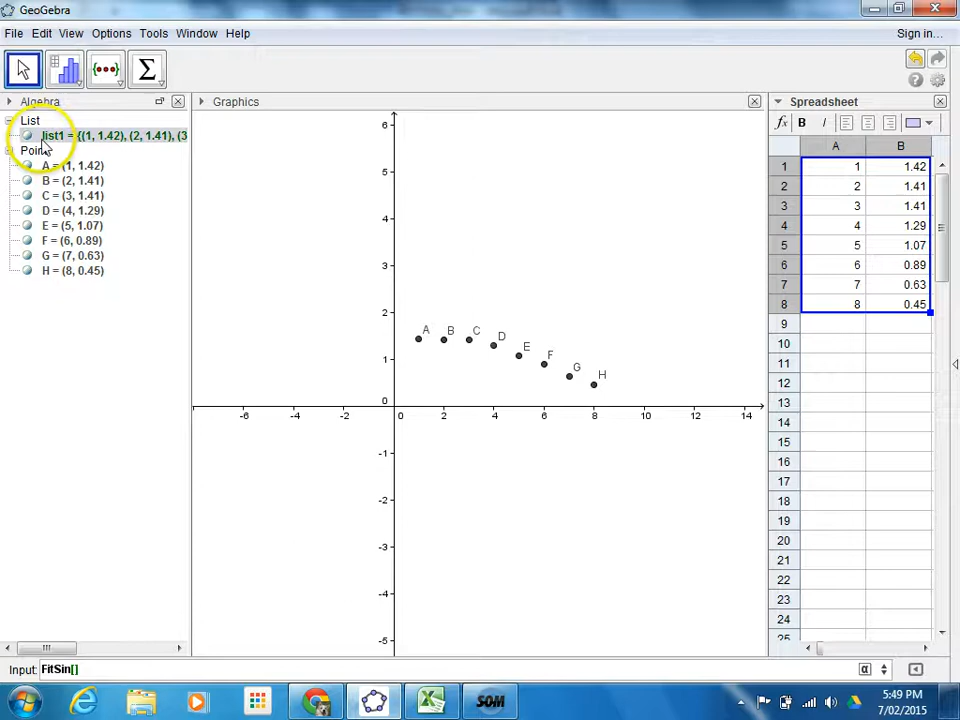 GeoGebra
File Edit View Options Tools Window Help
Sign in...
Algebra
Graphics
Spreadsheet
List
list1 = {(1, 1.42), (2, 1.41), (3
A = (1, 1.42)
B = (2, 1.41)
C = (3, 1.41)
D = (4, 1.29)
E = (5, 1.07)
F = (6, 0.89)
G = (7, 0.63)
H = (8, 0.45)
6
5
4
3
2
1
0
-1
-2
-3
-4
-5
-6 -4 -2 0 2 4 6 8 10 12 14
A B C D E F G H
fx B I
A B
1 1 1.42
2 2 1.41
3 3 1.41
4 4 1.29
5 5 1.07
6 6 0.89
7 7 0.63
8 8 0.45
9
10
11
12
13
14
15
16
17
18
19
20
21
22
23
24
25
Input: FitSin[]
α
SOM
5:49 PM
7/02/2015